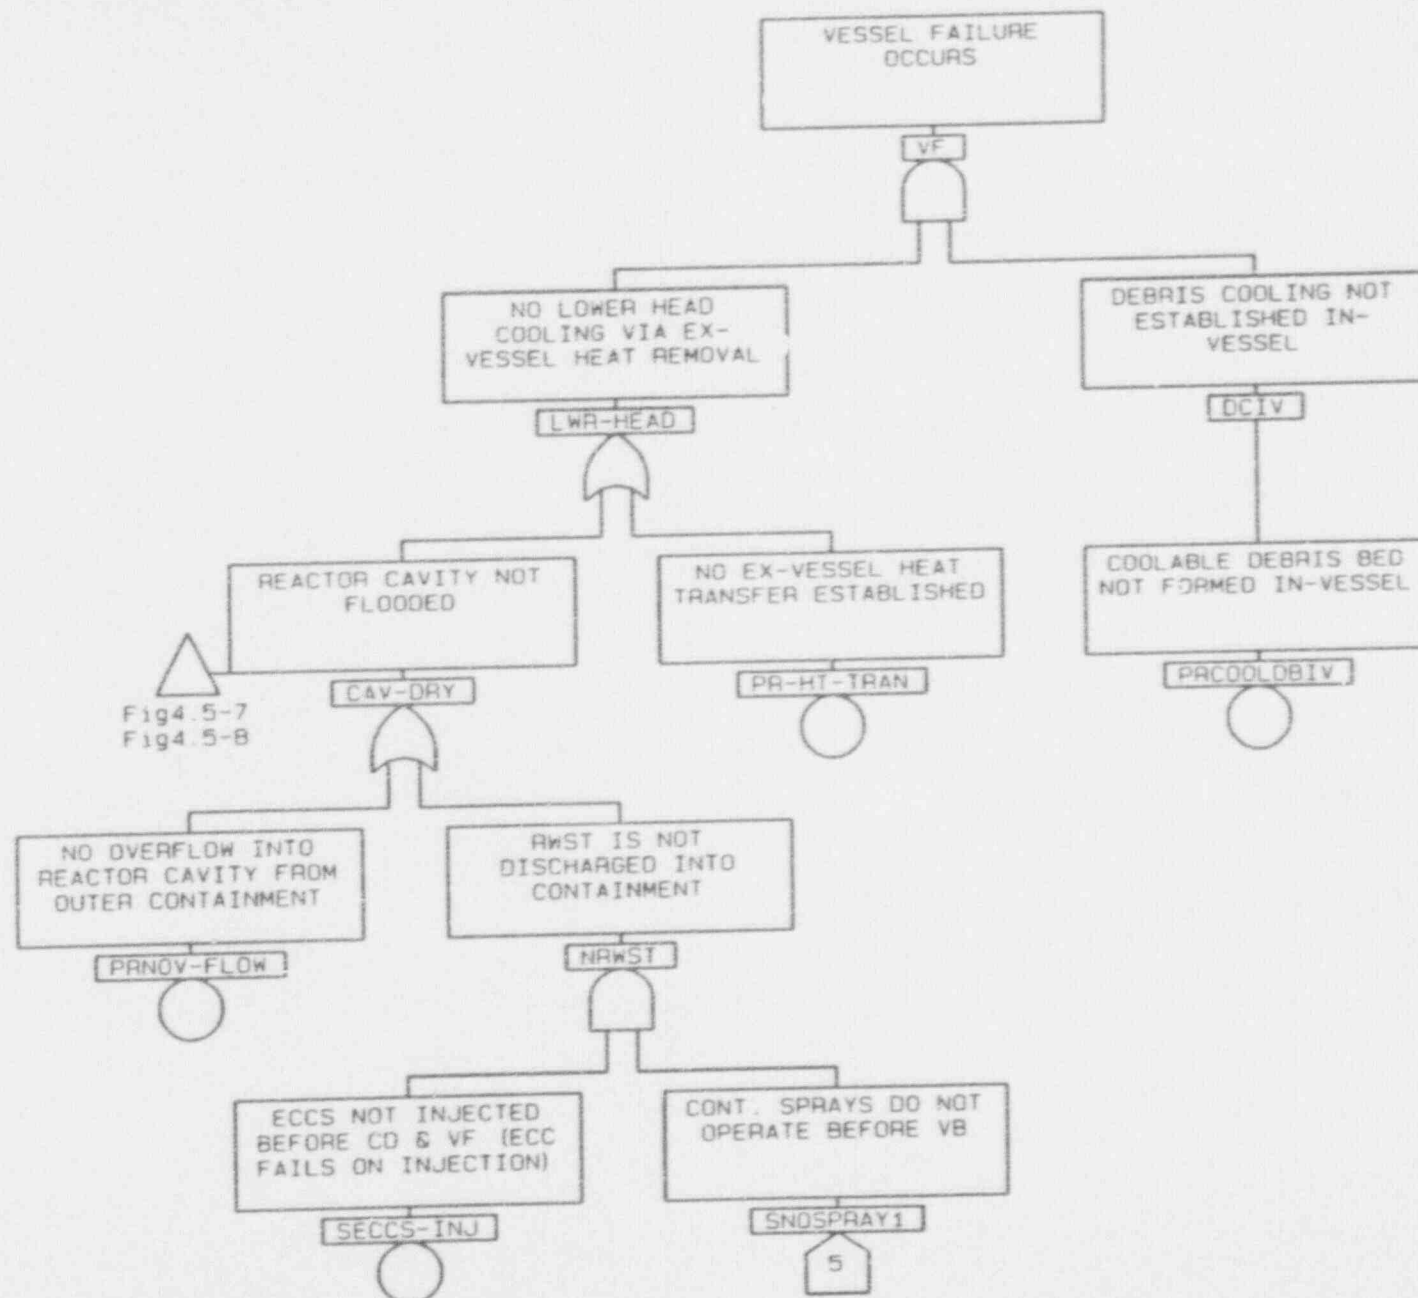 VESSEL FAILURE
OCCURS
VF
NO LOWER HEAD
COOLING VIA EX-
VESSEL HEAT REMOVAL
LWR-HEAD
DEBRIS COOLING NOT
ESTABLISHED IN-
VESSEL
DCIV
REACTOR CAVITY NOT
FLOODED
CAV-DRY
Fig4.5-7
Fig4.5-8
NO EX-VESSEL HEAT
TRANSFER ESTABLISHED
PR-HT-TRAN
COOLABLE DEBRIS BED
NOT FORMED IN-VESSEL
PRCOOLDBIV
NO OVERFLOW INTO
REACTOR CAVITY FROM
OUTER CONTAINMENT
PRNOV-FLOW
RWST IS NOT
DISCHARGED INTO
CONTAINMENT
NRWST
ECCS NOT INJECTED
BEFORE CD & VF (ECC
FAILS ON INJECTION)
SECCS-INJ
CONT. SPRAYS DO NOT
OPERATE BEFORE VB
SNOSPRAY1
5